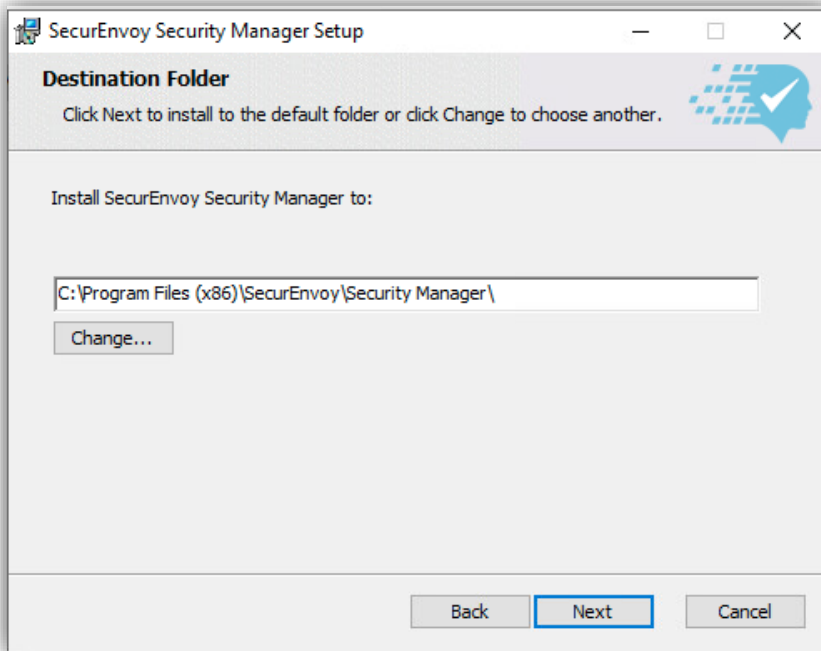 SecurEnvoy Security Manager Setup
Destination Folder
Click Next to install to the default folder or click Change to choose another.
Install SecurEnvoy Security Manager to:
C:\Program Files (x86)\SecurEnvoy\Security Manager\
Change...
Back Next Cancel